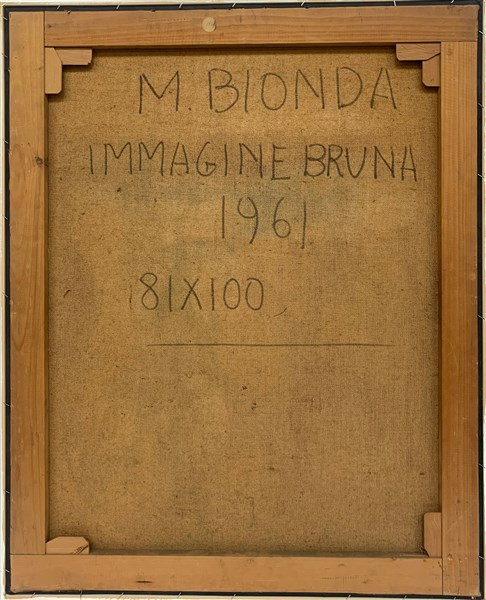 M. BIONDA
IMMAGINE BRUNA
1961
81X100